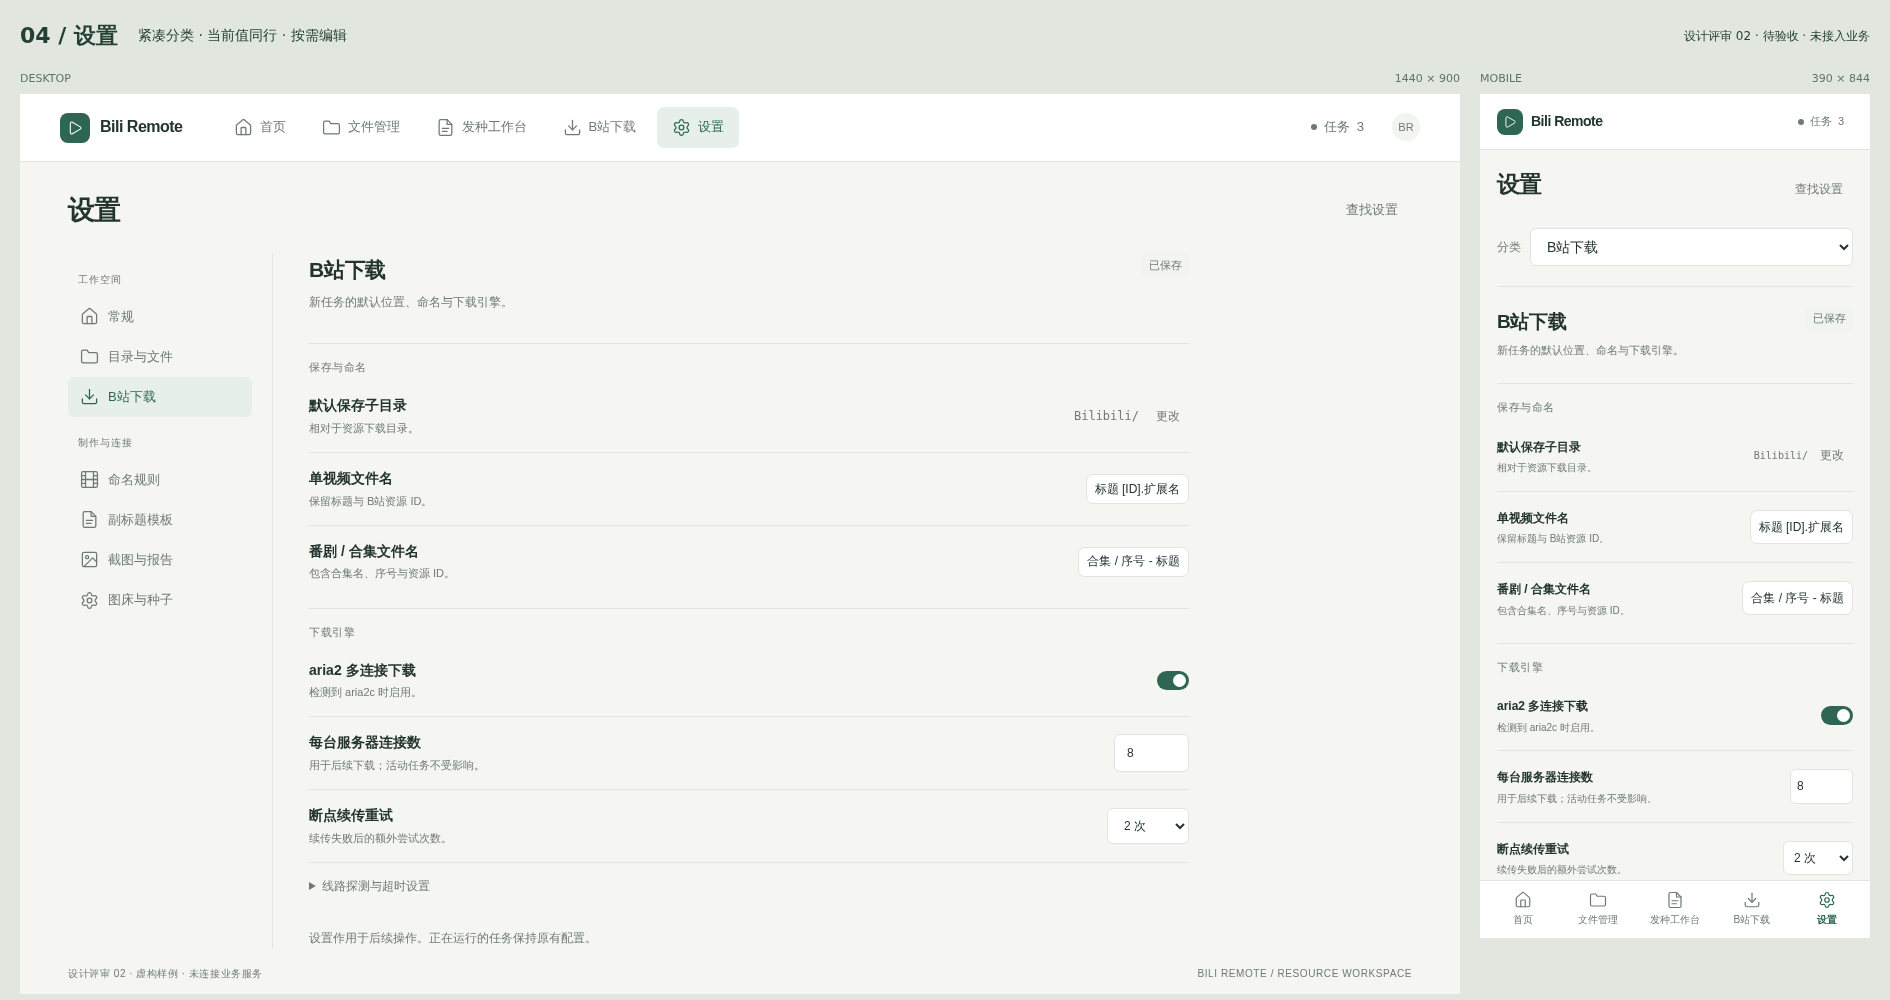 04 / 设置 紧凑分类 · 当前值同行 · 按需编辑
设计评审 02 · 待验收 · 未接入业务
DESKTOP 1440 × 900
Bili Remote 首页 文件管理 发种工作台 B站下载 设置 任务 3 BR
设置 查找设置
工作空间
常规
目录与文件
B站下载
制作与连接
命名规则
副标题模板
截图与报告
图床与种子
B站下载 已保存
新任务的默认位置、命名与下载引擎。
保存与命名
默认保存子目录
相对于资源下载目录。
Bilibili/ 更改
单视频文件名
保留标题与 B站资源 ID。
标题 [ID].扩展名
番剧 / 合集文件名
包含合集名、序号与资源 ID。
合集 / 序号 - 标题
下载引擎
aria2 多连接下载
检测到 aria2c 时启用。
每台服务器连接数
用于后续下载；活动任务不受影响。
8
断点续传重试
续传失败后的额外尝试次数。
2 次
线路探测与超时设置
设置作用于后续操作。正在运行的任务保持原有配置。
设计评审 02 · 虚构样例 · 未连接业务服务
BILI REMOTE / RESOURCE WORKSPACE
MOBILE 390 × 844
Bili Remote 任务 3
设置 查找设置
分类 B站下载
B站下载 已保存
新任务的默认位置、命名与下载引擎。
保存与命名
默认保存子目录
相对于资源下载目录。
Bilibili/ 更改
单视频文件名
保留标题与 B站资源 ID。
标题 [ID].扩展名
番剧 / 合集文件名
包含合集名、序号与资源 ID。
合集 / 序号 - 标题
下载引擎
aria2 多连接下载
检测到 aria2c 时启用。
每台服务器连接数
用于后续下载；活动任务不受影响。
8
断点续传重试
续传失败后的额外尝试次数。
2 次
首页 文件管理 发种工作台 B站下载 设置